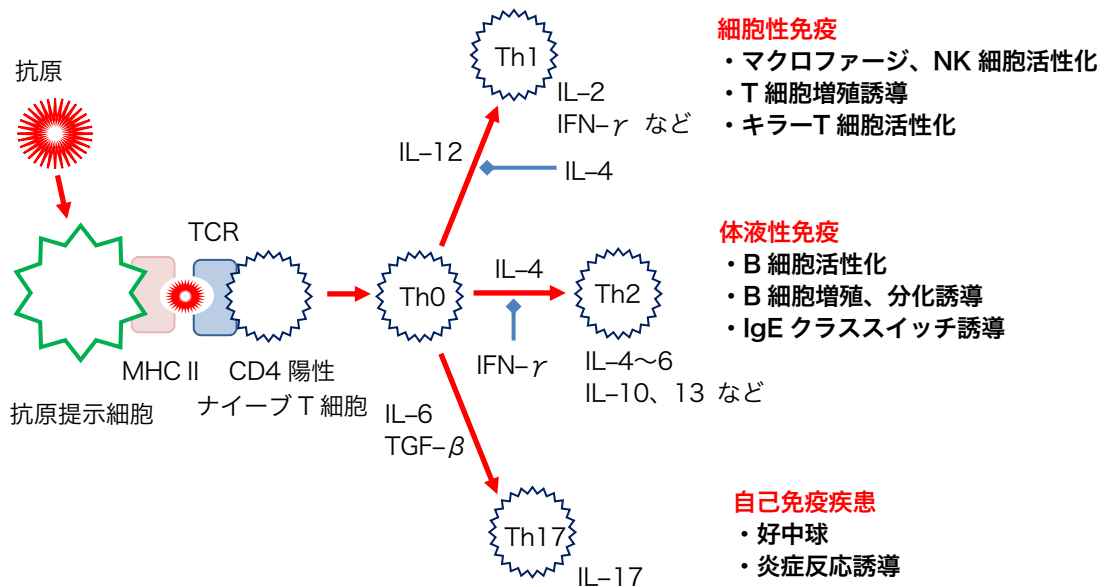 抗原
抗原提示細胞
MHC II
TCR
CD4 陽性
ナイーブ T 細胞
Th0
IL–12
IL–4
Th1
IL–2
IFN–γ など
細胞性免疫
・マクロファージ、NK 細胞活性化
・T 細胞増殖誘導
・キラーT 細胞活性化
IL–4
IFN–γ
Th2
IL–4～6
IL–10、13 など
体液性免疫
・B 細胞活性化
・B 細胞増殖、分化誘導
・IgE クラススイッチ誘導
IL–6
TGF–β
Th17
IL–17
自己免疫疾患
・好中球
・炎症反応誘導